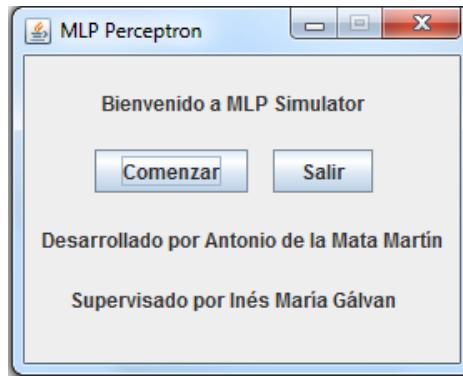 MLP Perceptron
Bienvenido a MLP Simulator
Comenzar Salir
Desarrollado por Antonio de la Mata Martín
Supervisado por Inés María Gálvan